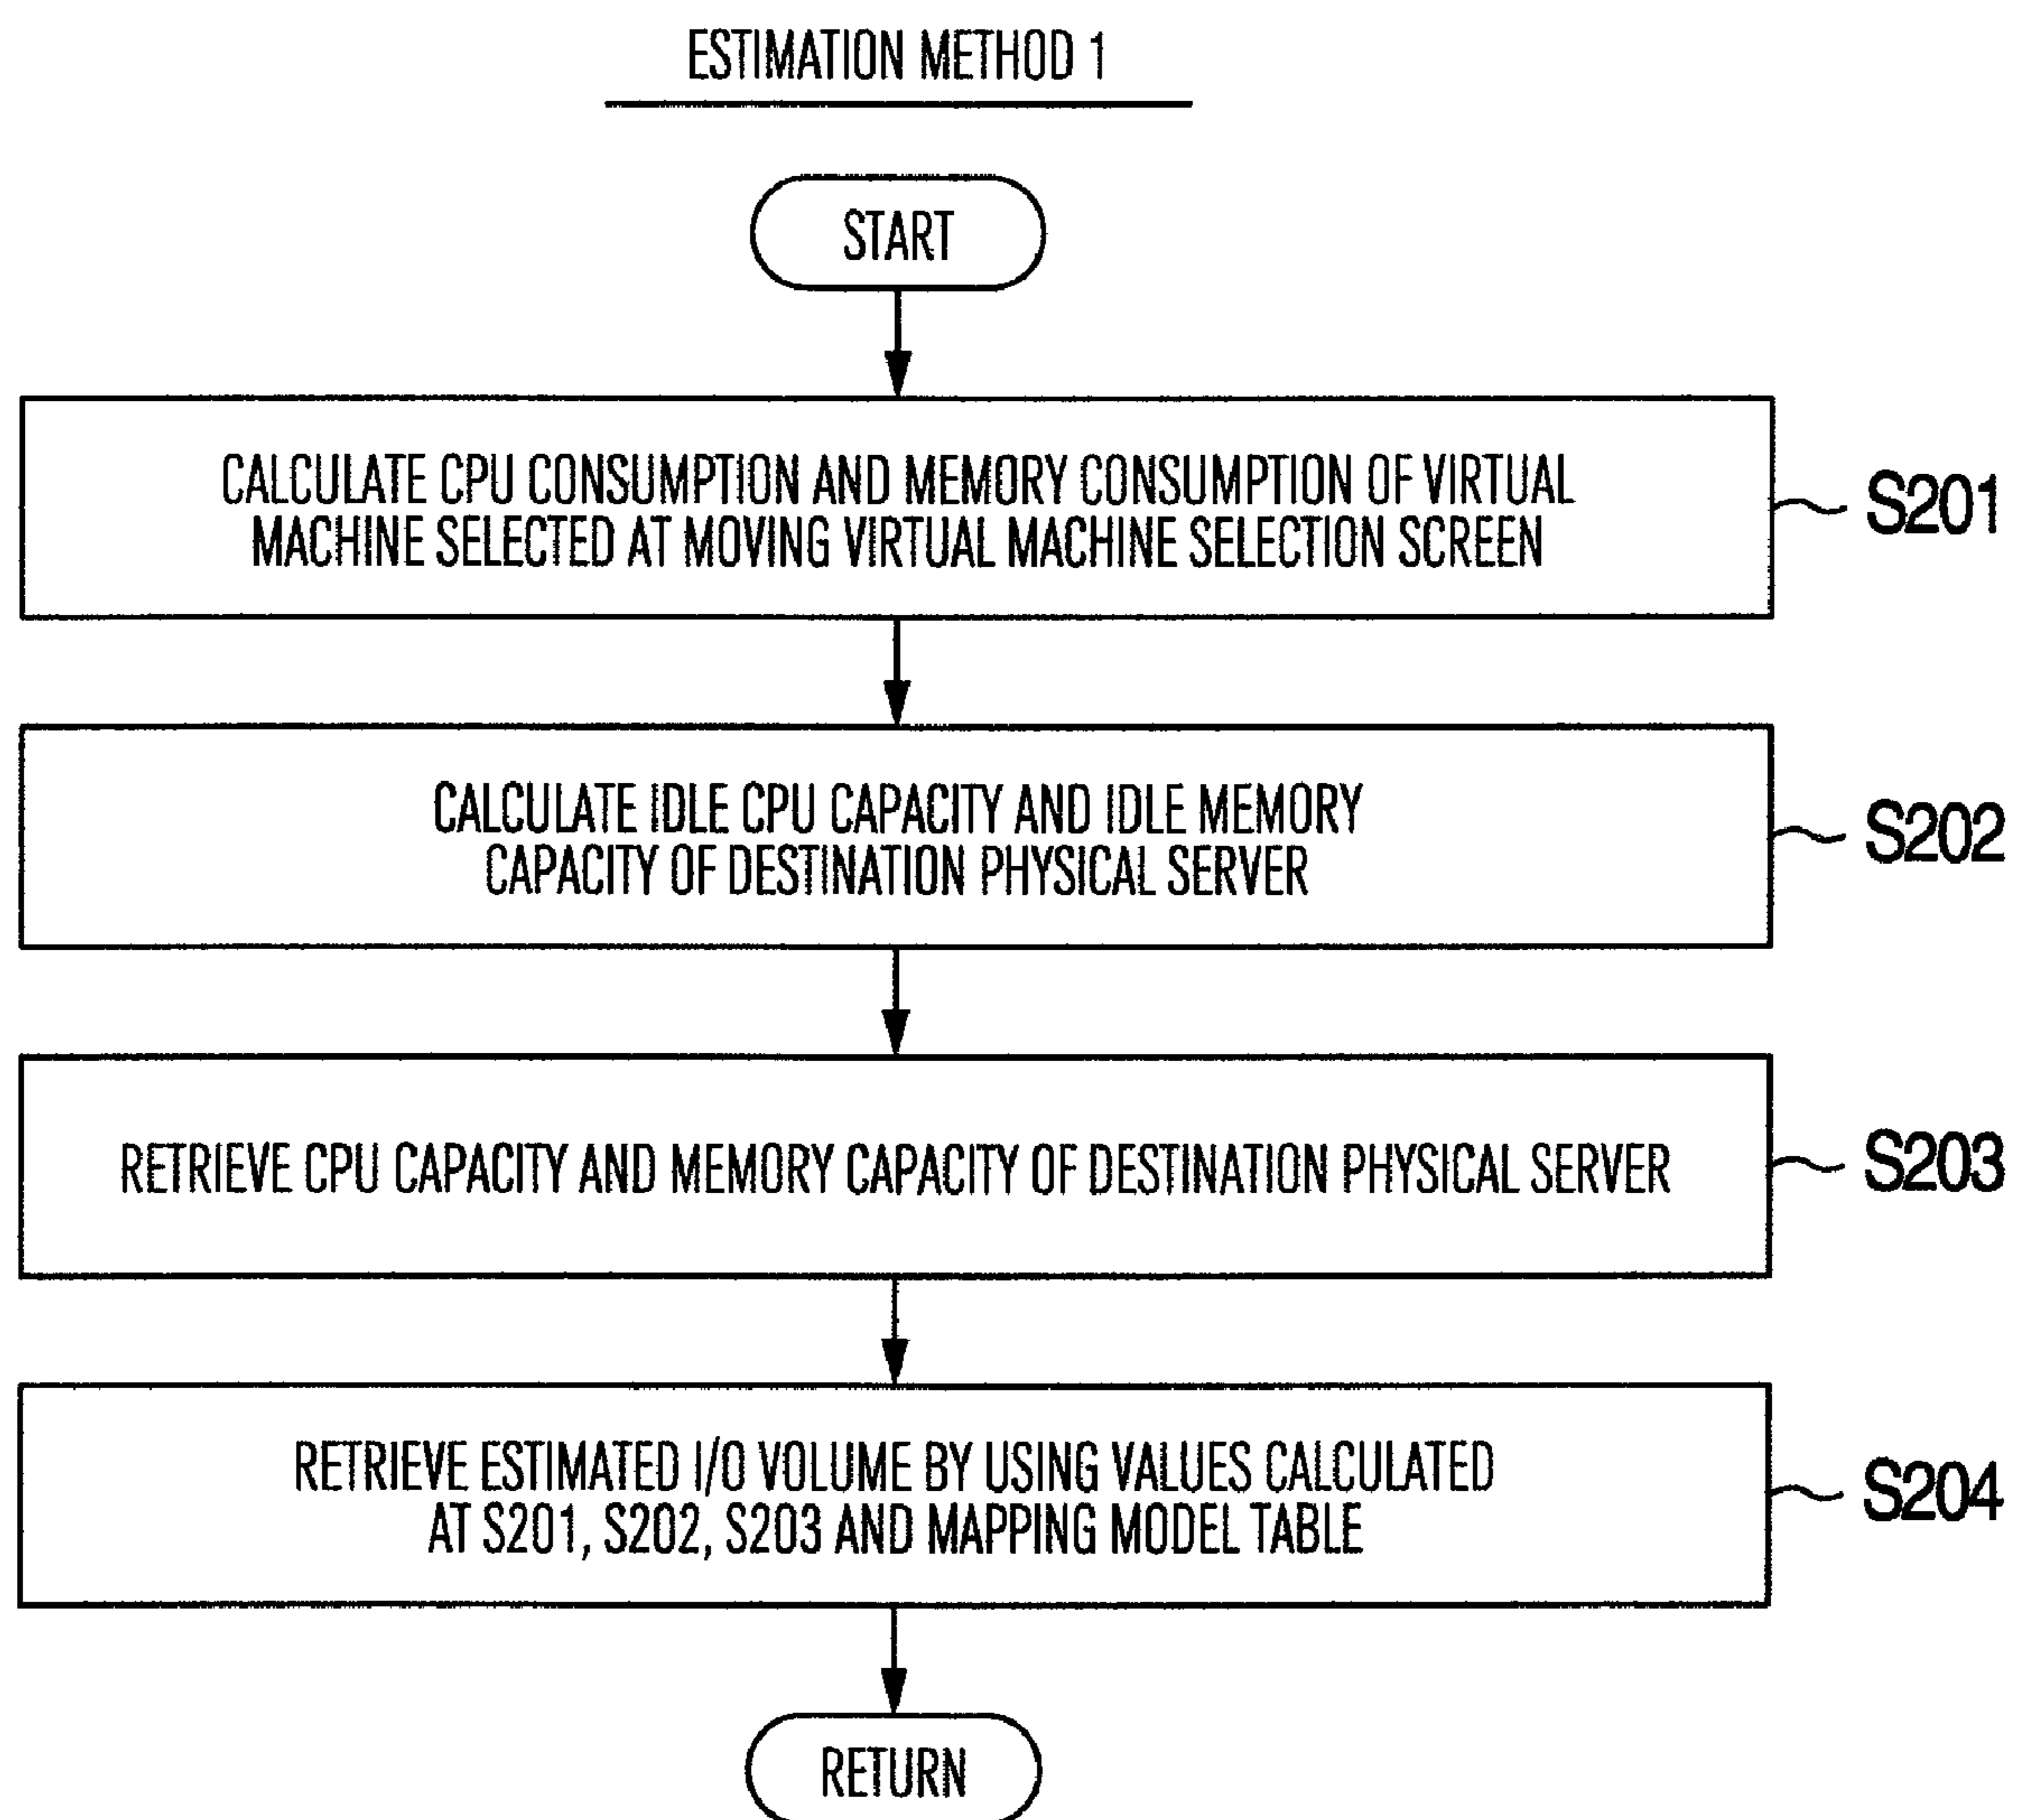 ESTIMATION METHOD 1
START
CALCULATE CPU CONSUMPTION AND MEMORY CONSUMPTION OF VIRTUAL
MACHINE SELECTED AT MOVING VIRTUAL MACHINE SELECTION SCREEN
S201
CALCULATE IDLE CPU CAPACITY AND IDLE MEMORY
CAPACITY OF DESTINATION PHYSICAL SERVER
S202
RETRIEVE CPU CAPACITY AND MEMORY CAPACITY OF DESTINATION PHYSICAL SERVER
S203
RETRIEVE ESTIMATED I/O VOLUME BY USING VALUES CALCULATED
AT S201, S202, S203 AND MAPPING MODEL TABLE
S204
RETURN